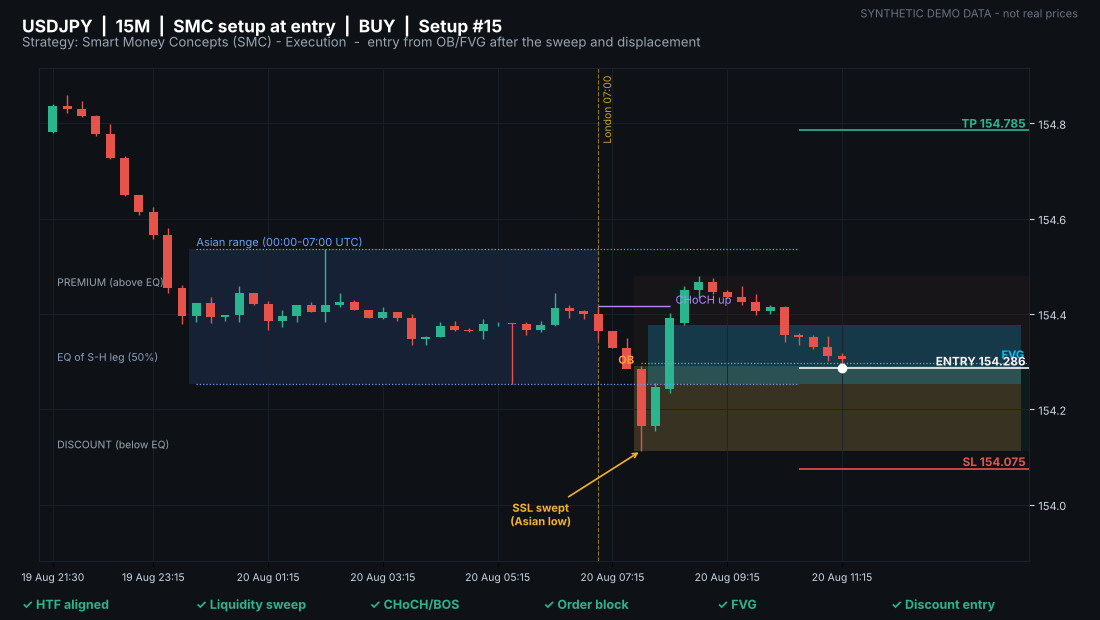 USDJPY | 15M | SMC setup at entry | BUY | Setup #15
SYNTHETIC DEMO DATA - not real prices
Strategy: Smart Money Concepts (SMC) - Execution - entry from OB/FVG after the sweep and displacement
London 07:00
TP 154.785
154.8
154.6
Asian range (00:00-07:00 UTC)
PREMIUM (above EQ)
CHoCH up
154.4
EQ of S-H leg (50%)
OB
FVG
ENTRY 154.286
154.2
DISCOUNT (below EQ)
SL 154.075
SSL swept
(Asian low)
154.0
19 Aug 21:30
19 Aug 23:15
20 Aug 01:15
20 Aug 03:15
20 Aug 05:15
20 Aug 07:15
20 Aug 09:15
20 Aug 11:15
✓ HTF aligned
✓ Liquidity sweep
✓ CHoCH/BOS
✓ Order block
✓ FVG
✓ Discount entry